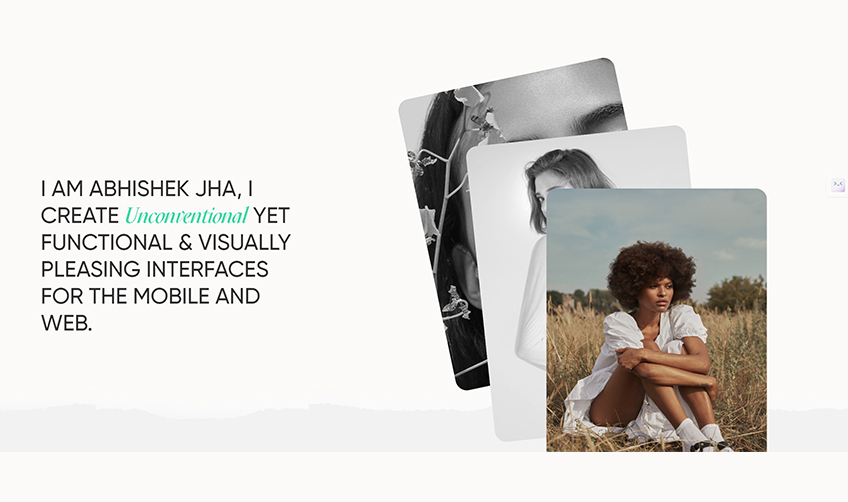 I AM ABHISHEK JHA, I
CREATE Unconventional YET
FUNCTIONAL & VISUALLY
PLEASING INTERFACES
FOR THE MOBILE AND
WEB.